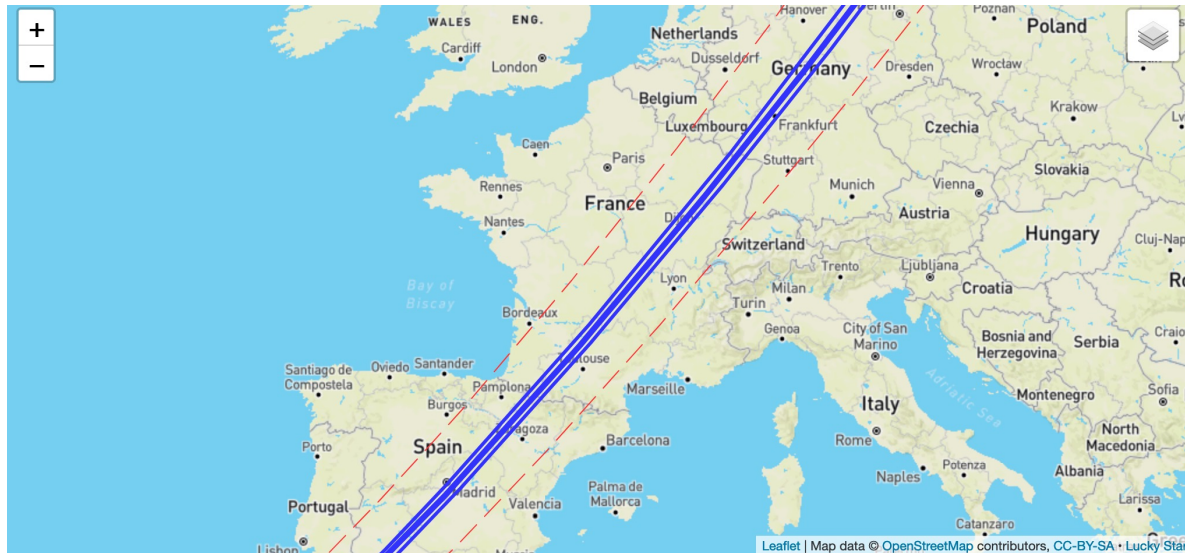 +
−
WALES
ENG.
Cardiff
London
Netherlands
Hanover
Poznan
Poland
Dusseldorf
Germany
Dresden
Wrocław
Belgium
Luxembourg
Frankfurt
Krakow
Czechia
Caen
Paris
Stuttgart
Slovakia
Rennes
Munich
Vienna
France
Nantes
Austria
Hungary
Switzerland
Cluj-Nap
Lyon
Trento
Ljubljana
Bay of
Biscay
Milan
Croatia
Turin
Bordeaux
Genoa
City of San
Marino
Bosnia and
Herzegovina
Serbia
Craio
Santiago de
Compostela
Oviedo
Santander
Pamplona
Marseille
Adriatic Sea
Montenegro
Sofia
Burgos
Italy
North
Macedonia
Porto
Spain
Barcelona
Rome
Albania
Madrid
Naples
Potenza
Portugal
Valencia
Palma de
Mallorca
Larissa
Lisbon
Catanzaro
Leaflet | Map data © OpenStreetMap contributors, CC-BY-SA • Lucky Star